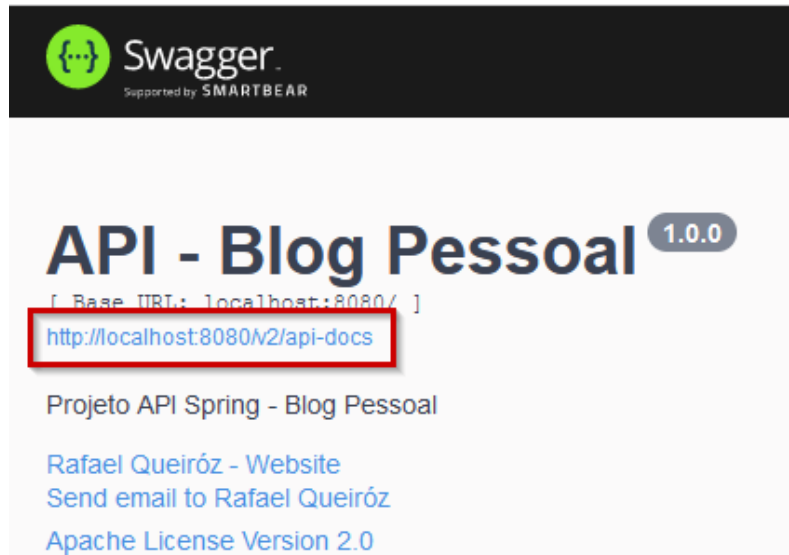 {...} Swagger.
Supported by SMARTBEAR
API - Blog Pessoal 1.0.0
[ Base URL: localhost:8080/ ]
http://localhost:8080/v2/api-docs
Projeto API Spring - Blog Pessoal
Rafael Queiróz - Website
Send email to Rafael Queiróz
Apache License Version 2.0